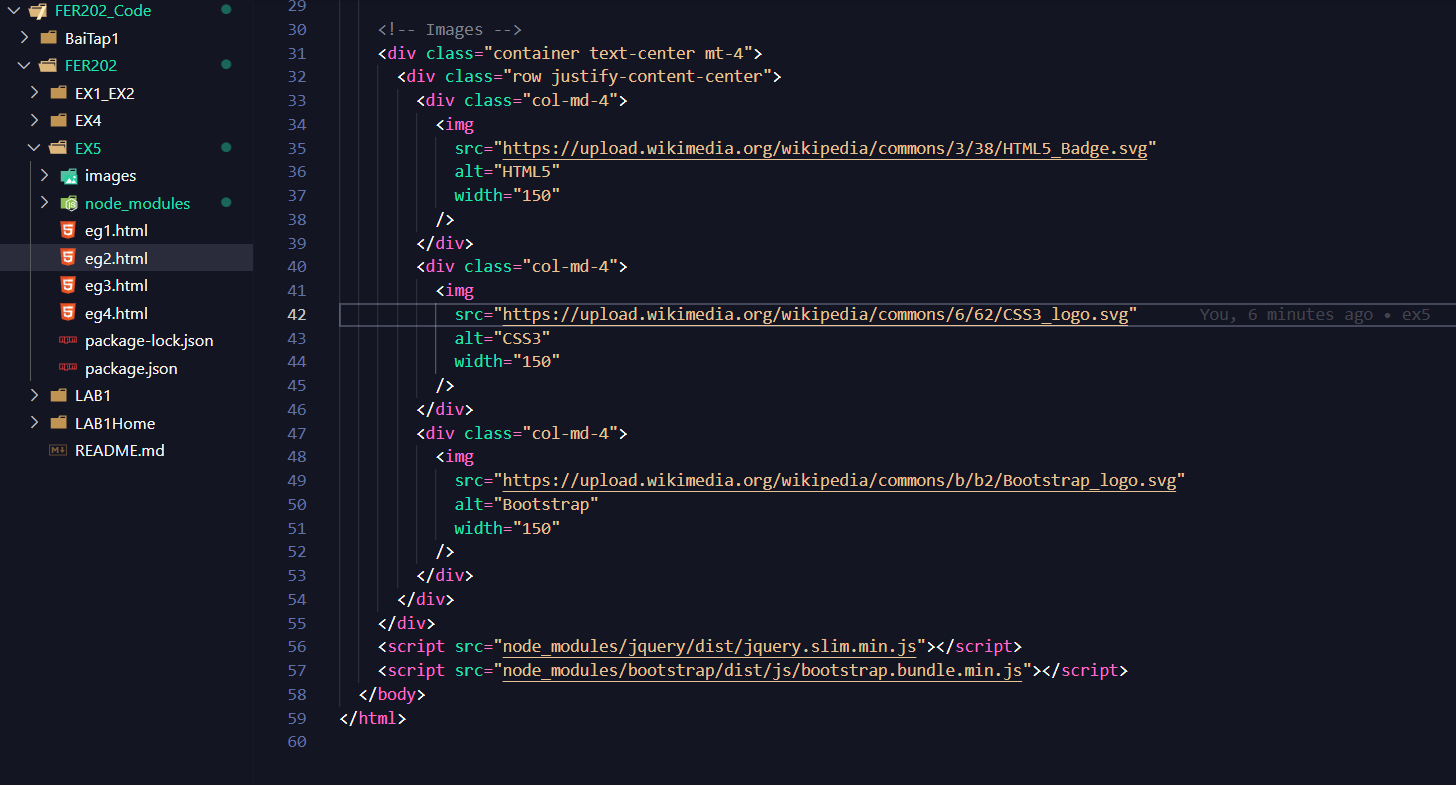 FER202_Code
BaiTap1
FER202
EX1_EX2
EX4
EX5
images
node_modules
eg1.html
eg2.html
eg3.html
eg4.html
package-lock.json
package.json
LAB1
LAB1Home
README.md
29
30 <!-- Images -->
31 <div class="container text-center mt-4">
32 <div class="row justify-content-center">
33 <div class="col-md-4">
34 <img
35 src="https://upload.wikimedia.org/wikipedia/commons/3/38/HTML5_Badge.svg"
36 alt="HTML5"
37 width="150"
38 />
39 </div>
40 <div class="col-md-4">
41 <img
42 src="https://upload.wikimedia.org/wikipedia/commons/6/62/CSS3_logo.svg" You, 6 minutes ago • ex5
43 alt="CSS3"
44 width="150"
45 />
46 </div>
47 <div class="col-md-4">
48 <img
49 src="https://upload.wikimedia.org/wikipedia/commons/b/b2/Bootstrap_logo.svg"
50 alt="Bootstrap"
51 width="150"
52 />
53 </div>
54 </div>
55 </div>
56 <script src="node_modules/jquery/dist/jquery.slim.min.js"></script>
57 <script src="node_modules/bootstrap/dist/js/bootstrap.bundle.min.js"></script>
58 </body>
59 </html>
60